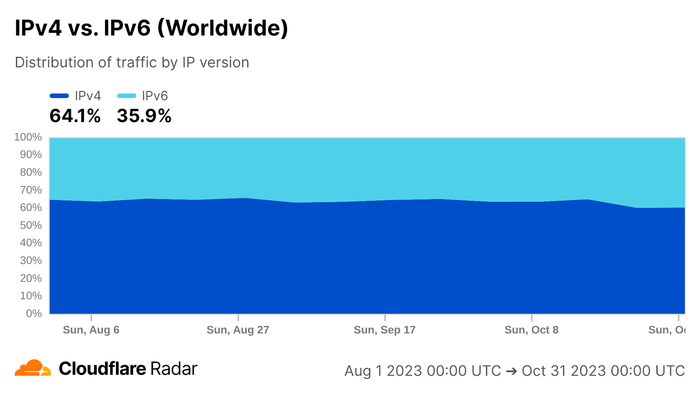 IPv4 vs. IPv6 (Worldwide)
Distribution of traffic by IP version
IPv4 IPv6
64.1% 35.9%
100%
90%
80%
70%
60%
50%
40%
30%
20%
10%
0%
Sun, Aug 6 Sun, Aug 27 Sun, Sep 17 Sun, Oct 8 Sun,
Cloudflare Radar
Aug 1 2023 00:00 UTC ➔ Oct 31 2023 00:00 UTC